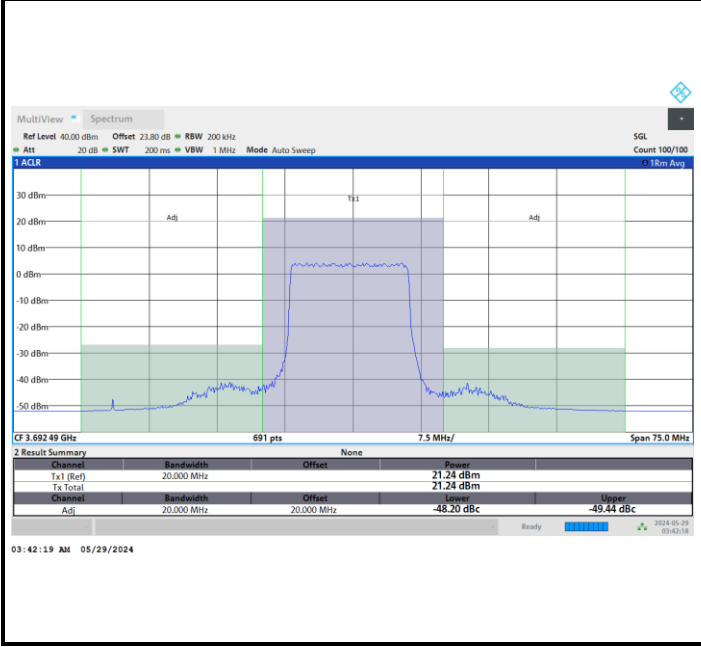 MultiView Spectrum
Ref Level 40.00 dBm Offset 23.80 dB RBW 200 kHz SGL
Att 20 dB SWT 200 ms VBW 1 MHz Mode Auto Sweep Count 100/100
1 ACLR 1Rm Avg
30 dBm
Tx1
Adj Adj
20 dBm
10 dBm
0 dBm
-10 dBm
-20 dBm
-30 dBm
-40 dBm
-50 dBm
CF 3.692 49 GHz 691 pts 7.5 MHz/ Span 75.0 MHz
2 Result Summary None
Channel Bandwidth Offset Power
Tx1 (Ref) 20.000 MHz 21.24 dBm
Tx Total 21.24 dBm
Channel Bandwidth Offset Lower Upper
Adj 20.000 MHz 20.000 MHz -48.20 dBc -49.44 dBc
Ready 2024-05-29
03:42:18
03:42:19 AM 05/29/2024